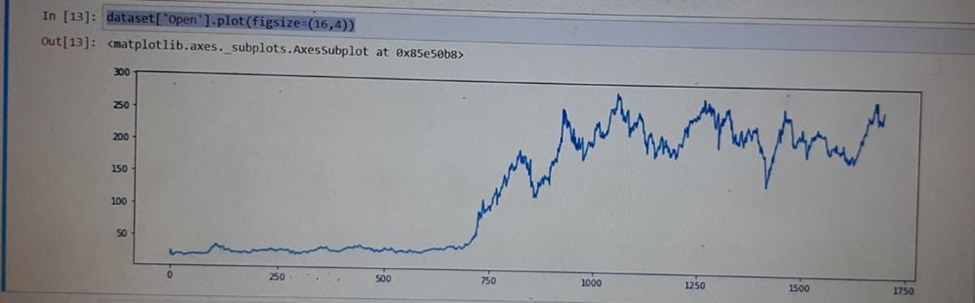 In [13]: dataset['Open'].plot(figsize=(16,4))
Out[13]: <matplotlib.axes._subplots.AxesSubplot at 0x85e50b8>
300
250
200
150
100
50
0 250 500 750 1000 1250 1500 1750